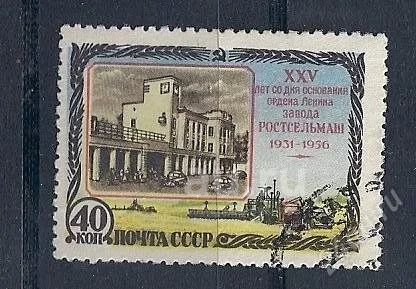 XXV
ЛЕТ СО ДНЯ ОСНОВАНИЯ
ОРДЕНА ЛЕНИНА
ЗАВОДА
РОСТСЕЛЬМАШ
1931-1956
40
КОП
ПОЧТА СССР